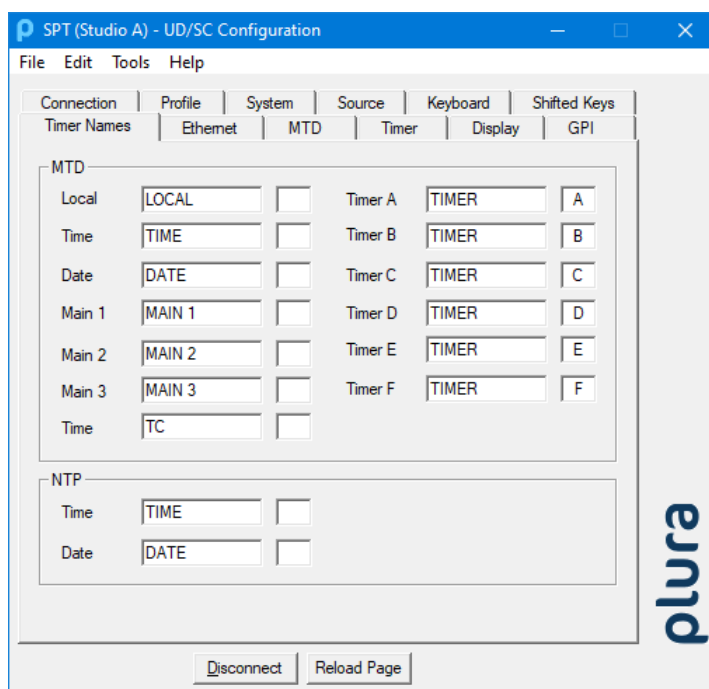 SPT (Studio A) - UD/SC Configuration
File Edit Tools Help
Connection Profile System Source Keyboard Shifted Keys
Timer Names Ethernet MTD Timer Display GPI
MTD
Local LOCAL Timer A TIMER A
Time TIME Timer B TIMER B
Date DATE Timer C TIMER C
Main 1 MAIN 1 Timer D TIMER D
Main 2 MAIN 2 Timer E TIMER E
Main 3 MAIN 3 Timer F TIMER F
Time TC
NTP
Time TIME
Date DATE
plura
Disconnect Reload Page